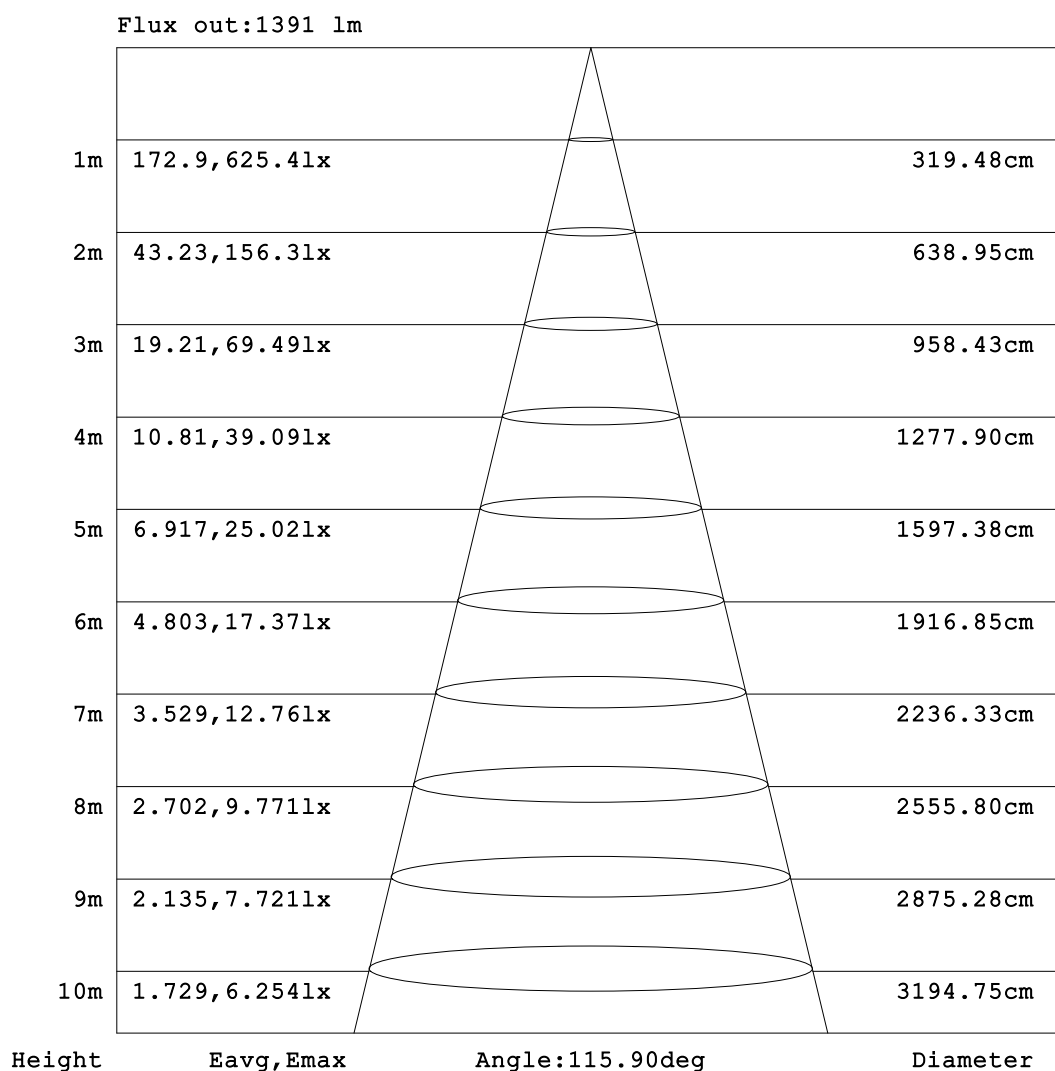 Flux out:1391 lm
1m 172.9,625.4lx 319.48cm
2m 43.23,156.3lx 638.95cm
3m 19.21,69.49lx 958.43cm
4m 10.81,39.09lx 1277.90cm
5m 6.917,25.02lx 1597.38cm
6m 4.803,17.37lx 1916.85cm
7m 3.529,12.76lx 2236.33cm
8m 2.702,9.771lx 2555.80cm
9m 2.135,7.721lx 2875.28cm
10m 1.729,6.254lx 3194.75cm
Height Eavg,Emax Angle:115.90deg Diameter